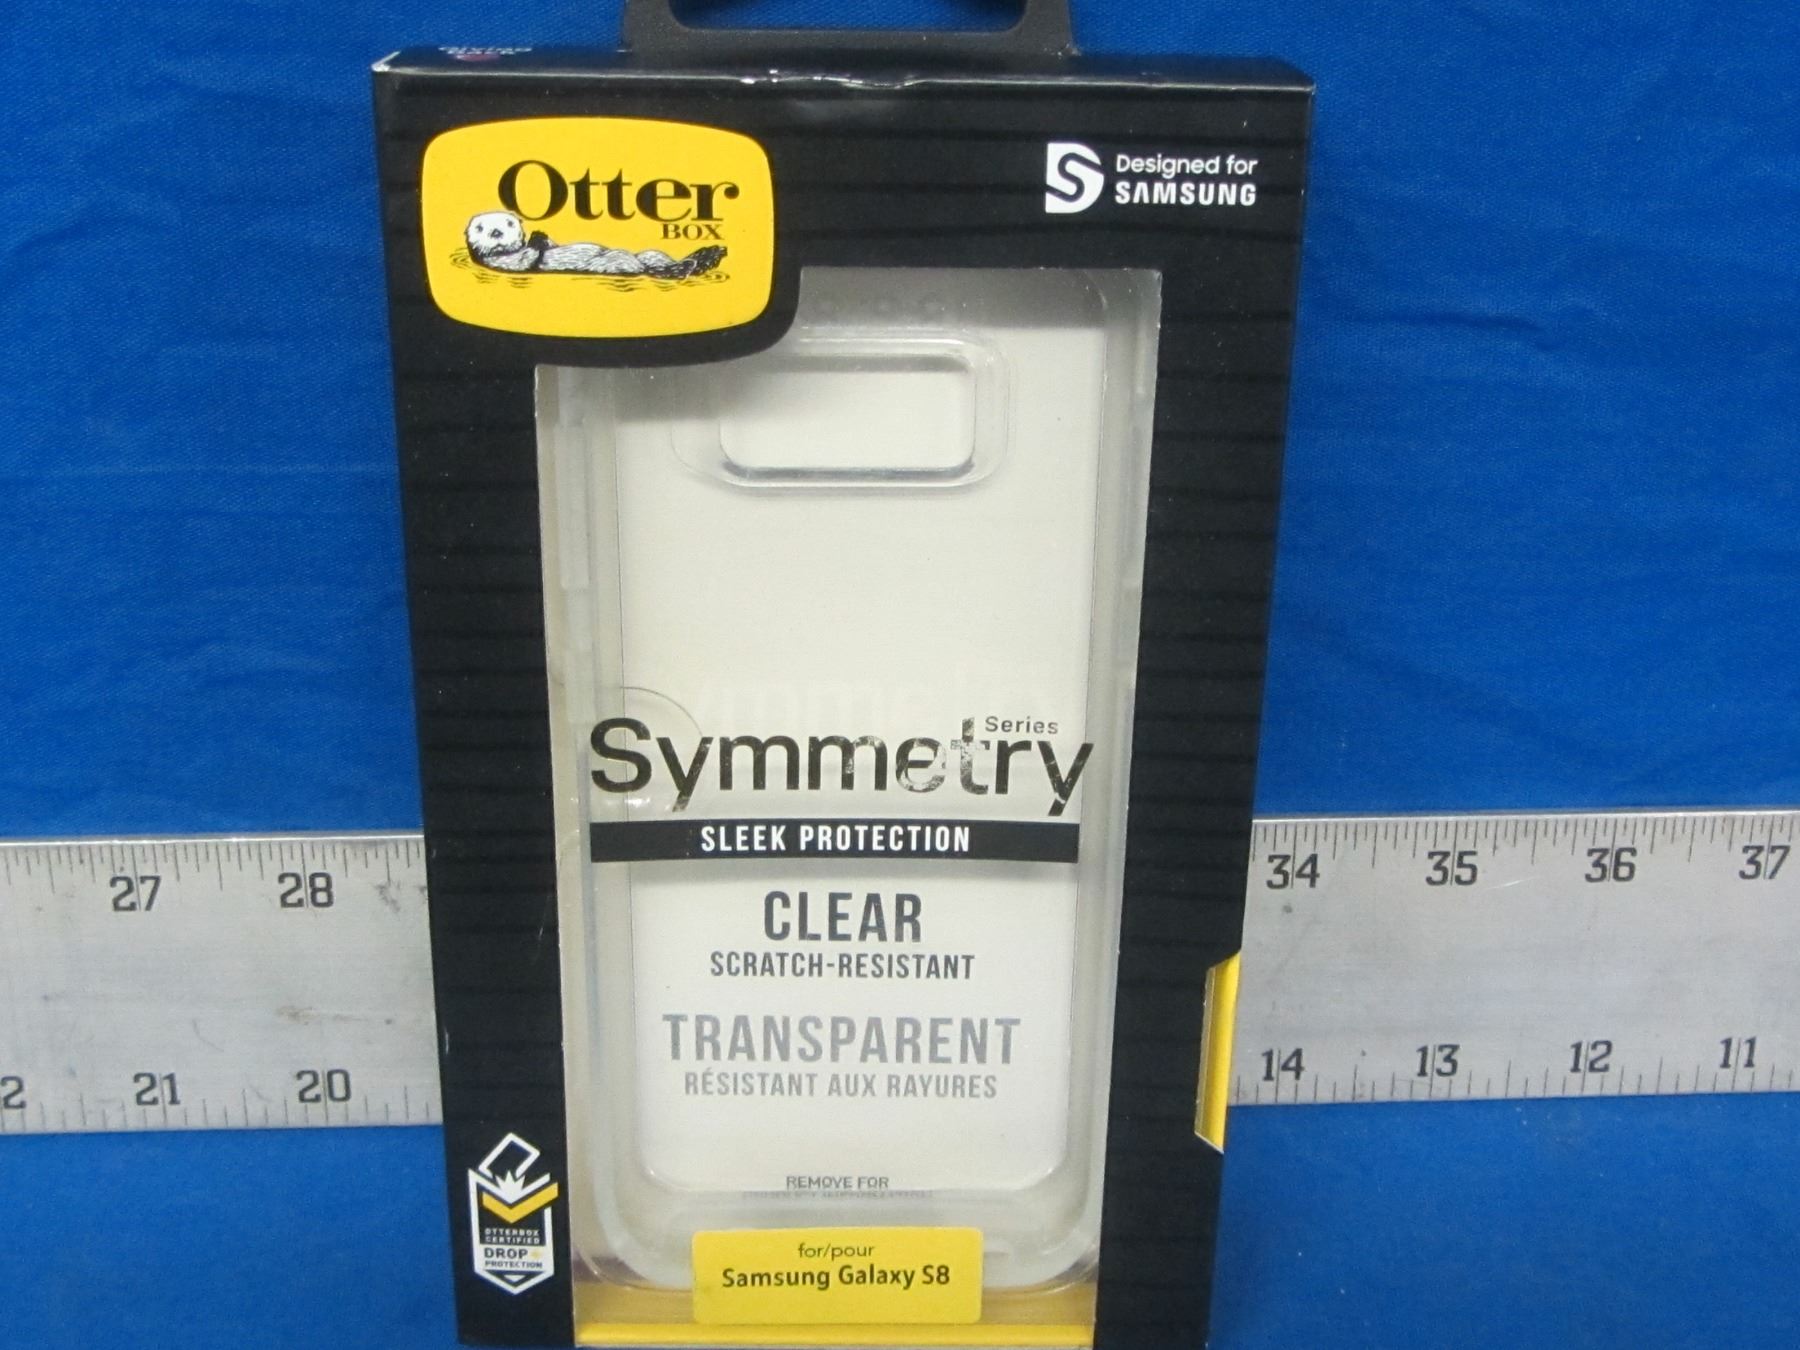 Otter
BOX
Designed for
SAMSUNG
Series
Symmetry
SLEEK PROTECTION
CLEAR
SCRATCH-RESISTANT
TRANSPARENT
RÉSISTANT AUX RAYURES
REMOVE FOR
OTTERBOX
CERTIFIED
DROP+
PROTECTION
for/pour
Samsung Galaxy S8
27 28 34 35 36 37
2 21 20 14 13 12 11